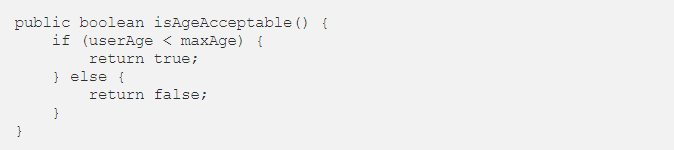 public boolean isAgeAcceptable() {
    if (userAge < maxAge) {
        return true;
    } else {
        return false;
    }
}